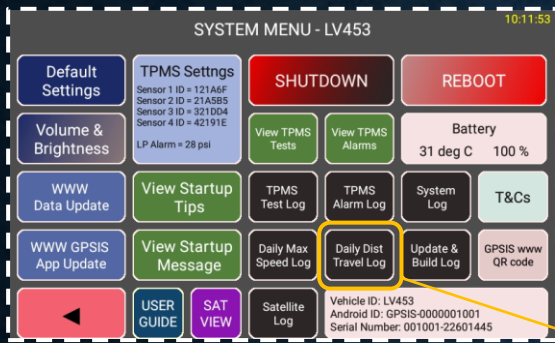 10:11:53
SYSTEM MENU - LV453
Default
Settings
TPMS Settngs
Sensor 1 ID = 121A6F
Sensor 2 ID = 21A5B5
Sensor 3 ID = 321DD4
Sensor 4 ID = 42191E
LP Alarm = 28 psi
SHUTDOWN
REBOOT
Volume &
Brightness
View TPMS
Tests
View TPMS
Alarms
Battery
31 deg C 100 %
WWW
Data Update
View Startup
Tips
TPMS
Test Log
TPMS
Alarm Log
System
Log
T&Cs
WWW GPSIS
App Update
View Startup
Message
Daily Max
Speed Log
Daily Dist
Travel Log
Update &
Build Log
GPSIS www
QR code
USER
GUIDE
SAT
VIEW
Satellite
Log
Vehicle ID: LV453
Android ID: GPSIS-0000001001
Serial Number: 001001-22601445